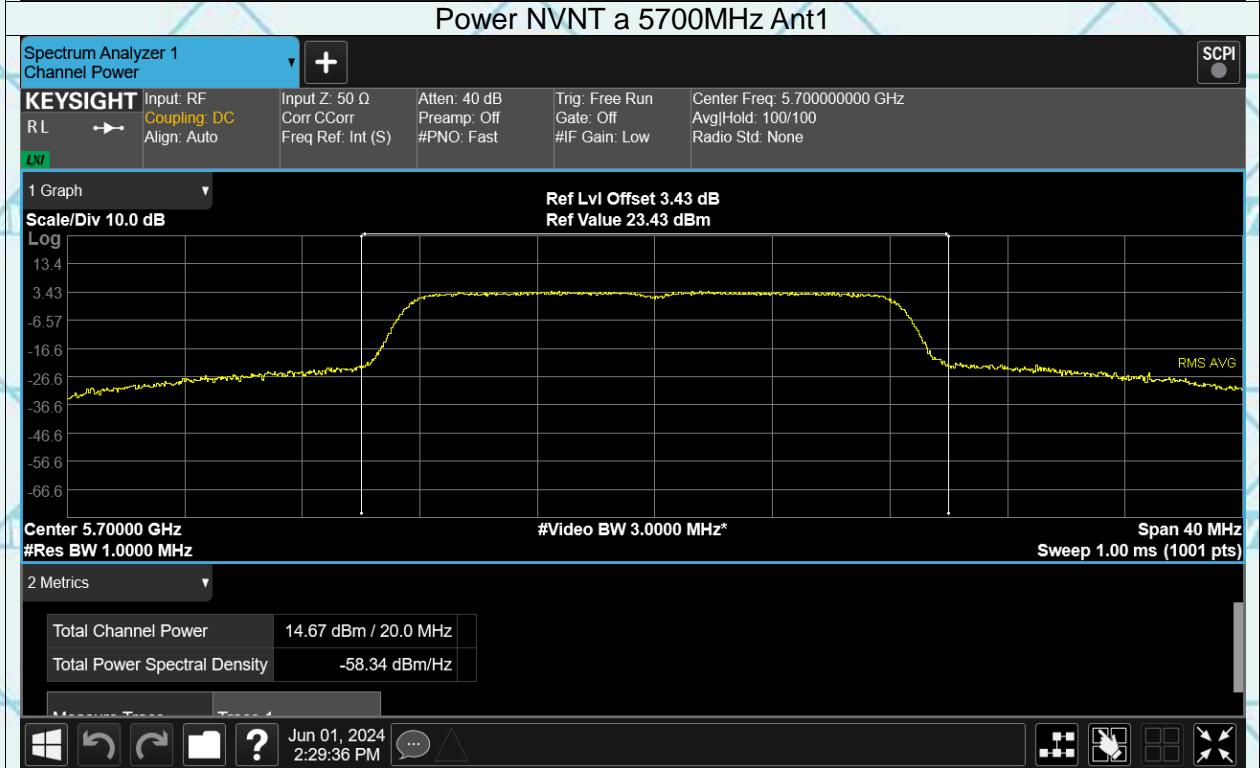 Power NVNT a 5700MHz Ant1
Spectrum Analyzer 1
Channel Power
SCPI
KEYSIGHT
R L
LXI
Input: RF
Coupling: DC
Align: Auto
Input Z: 50 Ω
Corr CCorr
Freq Ref: Int (S)
Atten: 40 dB
Preamp: Off
#PNO: Fast
Trig: Free Run
Gate: Off
#IF Gain: Low
Center Freq: 5.700000000 GHz
Avg|Hold: 100/100
Radio Std: None
1 Graph
Scale/Div 10.0 dB
Ref Lvl Offset 3.43 dB
Ref Value 23.43 dBm
Log
13.4
3.43
-6.57
-16.6
-26.6
-36.6
-46.6
-56.6
-66.6
RMS AVG
Center 5.70000 GHz
#Video BW 3.0000 MHz*
Span 40 MHz
#Res BW 1.0000 MHz
Sweep 1.00 ms (1001 pts)
2 Metrics
Total Channel Power 14.67 dBm / 20.0 MHz
Total Power Spectral Density -58.34 dBm/Hz
Measure Trace Trace 1
Jun 01, 2024
2:29:36 PM